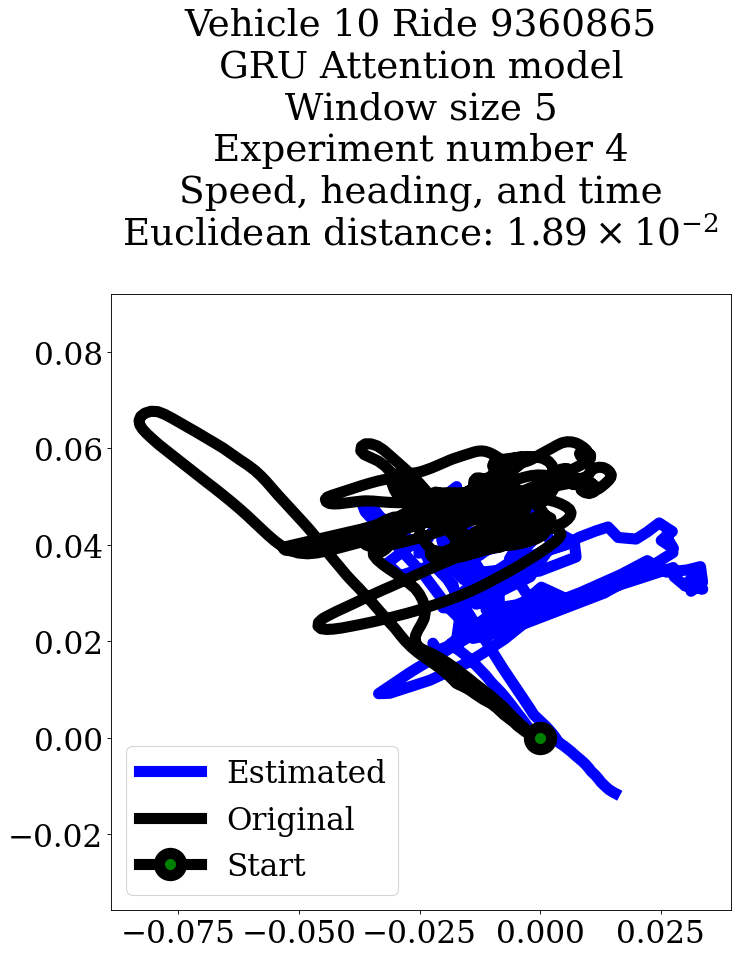 Vehicle 10 Ride 9360865
GRU Attention model
Window size 5
Experiment number 4
Speed, heading, and time
Euclidean distance: 1.89 × 10⁻²
0.08
0.06
0.04
0.02
0.00
−0.02
Estimated
Original
Start
−0.075 −0.050 −0.025 0.000 0.025